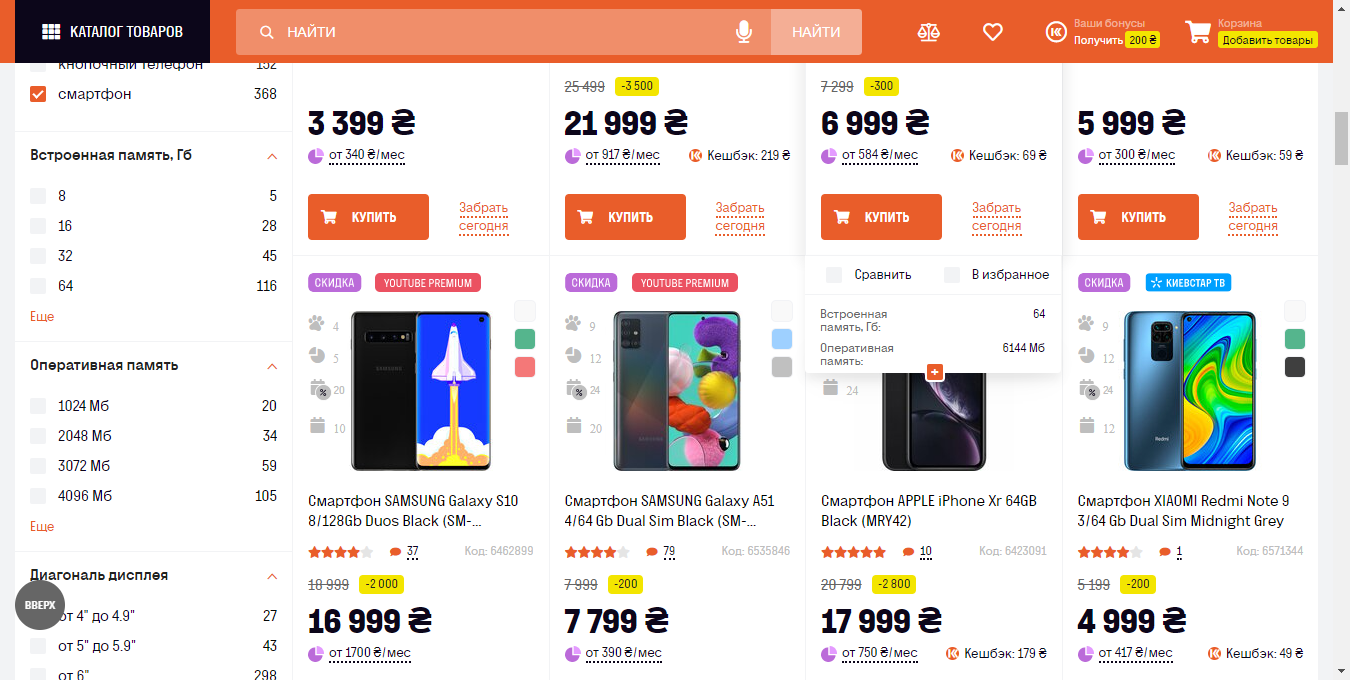 КАТАЛОГ ТОВАРОВ
НАЙТИ
НАЙТИ
Ваши бонусы
Получить 200 ₴
Корзина
Добавить товары
кнопочный телефон 152
смартфон 368
Встроенная память, Гб
8 5
16 28
32 45
64 116
Еще
Оперативная память
1024 Мб 20
2048 Мб 34
3072 Мб 59
4096 Мб 105
Еще
Диагональ дисплея
от 4" до 4.9" 27
от 5" до 5.9" 43
от 6" 298
ВВЕРХ
3 399 ₴
от 340 ₴/мес
КУПИТЬ
Забрать
сегодня
25 499 -3 500
21 999 ₴
от 917 ₴/мес
Кешбэк: 219 ₴
КУПИТЬ
Забрать
сегодня
7 299 -300
6 999 ₴
от 584 ₴/мес
Кешбэк: 69 ₴
КУПИТЬ
Забрать
сегодня
Сравнить
В избранное
Встроенная
память, Гб:
64
Оперативная
память:
6144 Мб
5 999 ₴
от 300 ₴/мес
Кешбэк: 59 ₴
КУПИТЬ
Забрать
сегодня
СКИДКА
YOUTUBE PREMIUM
4
5
% 20
10
SAMSUNG
Смартфон SAMSUNG Galaxy S10
8/128Gb Duos Black (SM-...
37
Код: 6462899
18 999 -2 000
16 999 ₴
от 1700 ₴/мес
СКИДКА
YOUTUBE PREMIUM
9
12
% 24
20
SAMSUNG
Смартфон SAMSUNG Galaxy A51
4/64 Gb Dual Sim Black (SM-...
79
Код: 6535846
7 999 -200
7 799 ₴
от 390 ₴/мес
24
Смартфон APPLE iPhone Xr 64GB
Black (MRY42)
10
Код: 6423091
20 799 -2 800
17 999 ₴
от 750 ₴/мес
Кешбэк: 179 ₴
СКИДКА
КИЕВСТАР ТВ
9
12
% 24
12
Redmi
Смартфон XIAOMI Redmi Note 9
3/64 Gb Dual Sim Midnight Grey
1
Код: 6571344
5 199 -200
4 999 ₴
от 417 ₴/мес
Кешбэк: 49 ₴